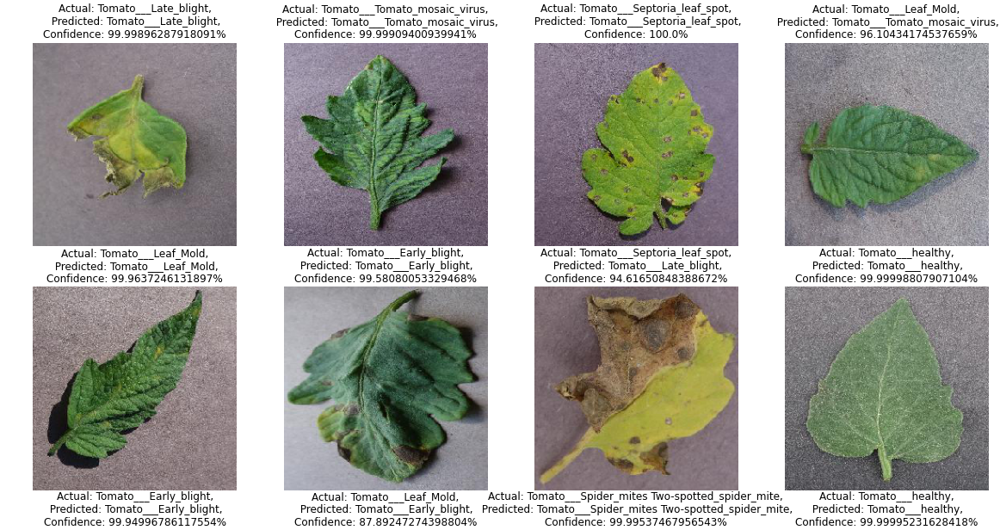 Actual: Tomato___Late_blight,
Predicted: Tomato___Late_blight,
Confidence: 99.99896287918091%
Actual: Tomato___Tomato_mosaic_virus,
Predicted: Tomato___Tomato_mosaic_virus,
Confidence: 99.99909400939941%
Actual: Tomato___Septoria_leaf_spot,
Predicted: Tomato___Septoria_leaf_spot,
Confidence: 100.0%
Actual: Tomato___Leaf_Mold,
Predicted: Tomato___Tomato_mosaic_virus,
Confidence: 96.10434174537659%
Actual: Tomato___Leaf_Mold,
Predicted: Tomato___Leaf_Mold,
Confidence: 99.9637246131897%
Actual: Tomato___Early_blight,
Predicted: Tomato___Early_blight,
Confidence: 99.58080053329468%
Actual: Tomato___Septoria_leaf_spot,
Predicted: Tomato___Late_blight,
Confidence: 94.61650848388672%
Actual: Tomato___healthy,
Predicted: Tomato___healthy,
Confidence: 99.99998807907104%
Actual: Tomato___Early_blight,
Predicted: Tomato___Early_blight,
Confidence: 99.94996786117554%
Actual: Tomato___Leaf_Mold,
Predicted: Tomato___Early_blight,
Confidence: 87.89247274398804%
Actual: Tomato___Spider_mites Two-spotted_spider_mite,
Predicted: Tomato___Spider_mites Two-spotted_spider_mite,
Confidence: 99.99537467956543%
Actual: Tomato___healthy,
Predicted: Tomato___healthy,
Confidence: 99.99995231628418%